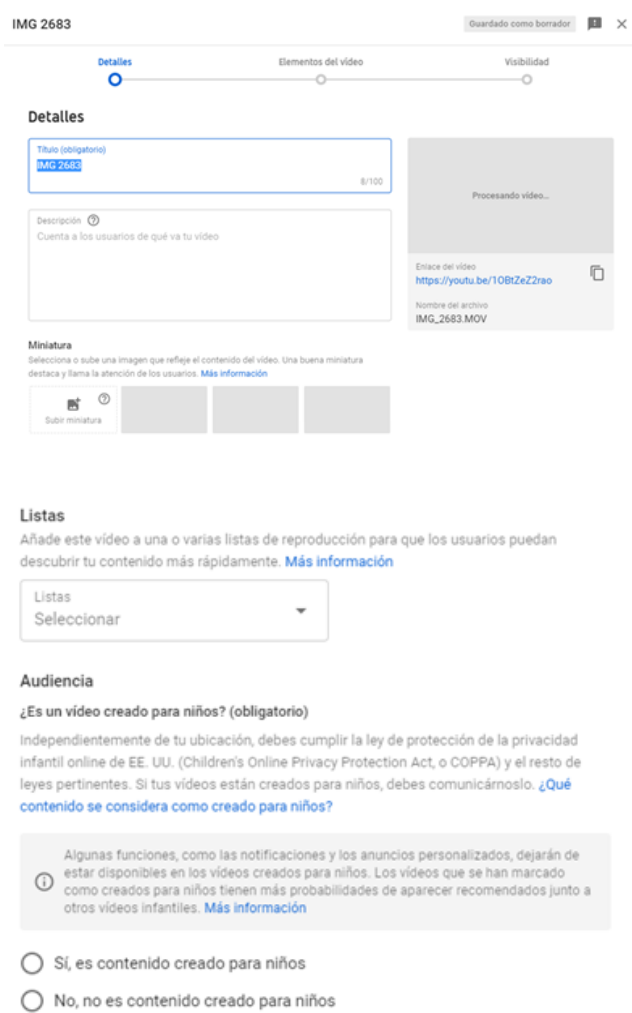 IMG 2683
Guardado como borrador
Detalles
Elementos del vídeo
Visibilidad
Detalles
Título (obligatorio)
IMG 2683
8/100
Procesando vídeo...
Descripción
Cuenta a los usuarios de qué va tu vídeo
Enlace del vídeo
https://youtu.be/1OBtZeZ2rao
Nombre del archivo
IMG_2683.MOV
Miniatura
Selecciona o sube una imagen que refleje el contenido del vídeo. Una buena miniatura
destaca y llama la atención de los usuarios. Más información
Subir miniatura
Listas
Añade este vídeo a una o varias listas de reproducción para que los usuarios puedan
descubrir tu contenido más rápidamente. Más información
Listas
Seleccionar
Audiencia
¿Es un vídeo creado para niños? (obligatorio)
Independientemente de tu ubicación, debes cumplir la ley de protección de la privacidad
infantil online de EE. UU. (Children's Online Privacy Protection Act, o COPPA) y el resto de
leyes pertinentes. Si tus vídeos están creados para niños, debes comunicárnoslo. ¿Qué
contenido se considera como creado para niños?
Algunas funciones, como las notificaciones y los anuncios personalizados, dejarán de
estar disponibles en los vídeos creados para niños. Los vídeos que se han marcado
como creados para niños tienen más probabilidades de aparecer recomendados junto a
otros vídeos infantiles. Más información
Sí, es contenido creado para niños
No, no es contenido creado para niños